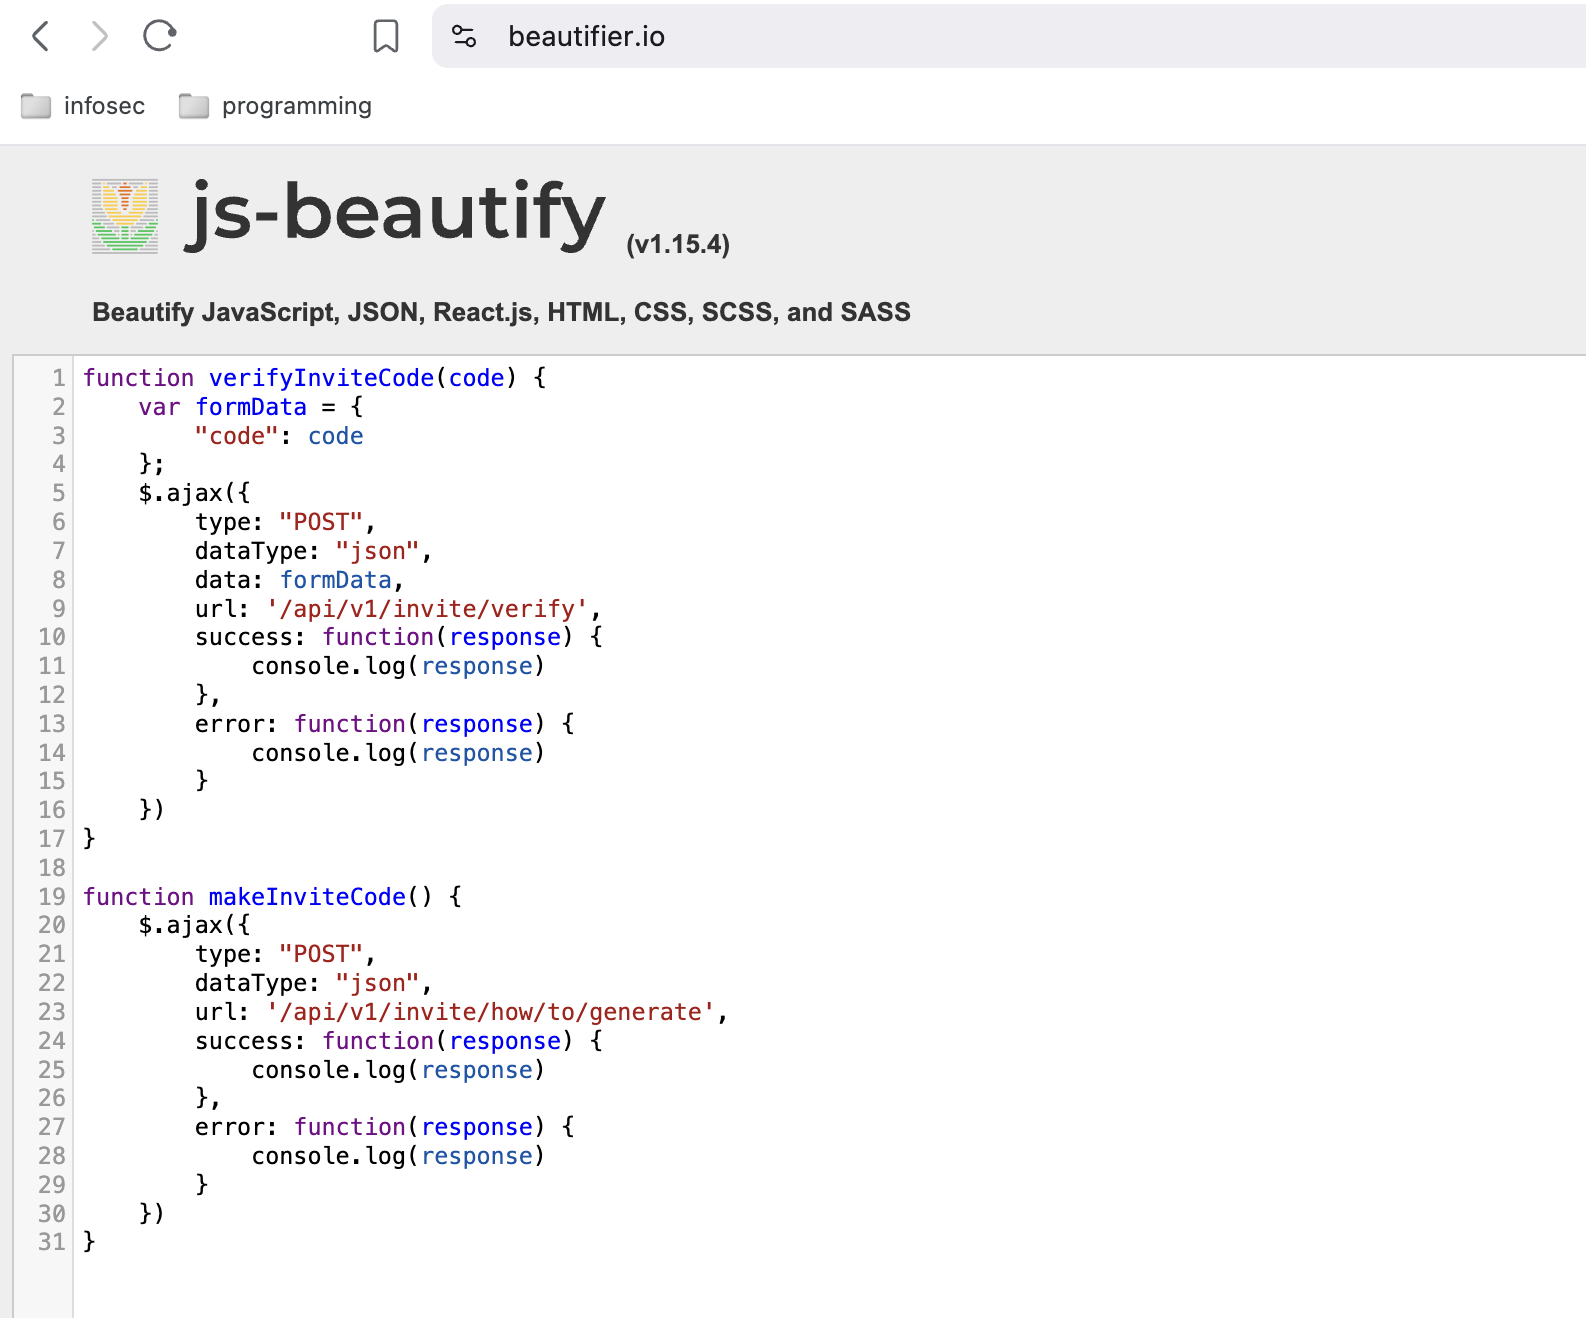 beautifier.io
infosec programming
js-beautify (v1.15.4)
Beautify JavaScript, JSON, React.js, HTML, CSS, SCSS, and SASS
1 function verifyInviteCode(code) {
2     var formData = {
3         "code": code
4     };
5     $.ajax({
6         type: "POST",
7         dataType: "json",
8         data: formData,
9         url: '/api/v1/invite/verify',
10         success: function(response) {
11             console.log(response)
12         },
13         error: function(response) {
14             console.log(response)
15         }
16     })
17 }
18
19 function makeInviteCode() {
20     $.ajax({
21         type: "POST",
22         dataType: "json",
23         url: '/api/v1/invite/how/to/generate',
24         success: function(response) {
25             console.log(response)
26         },
27         error: function(response) {
28             console.log(response)
29         }
30     })
31 }